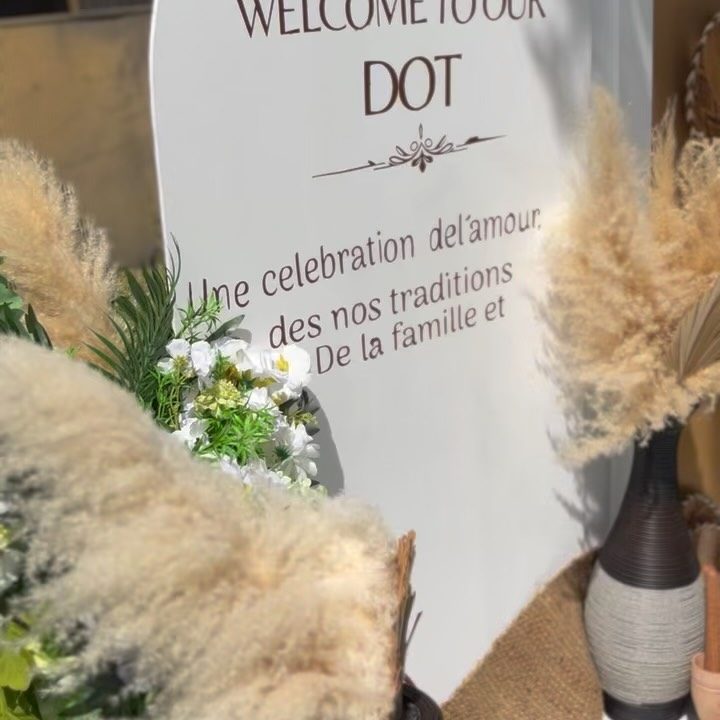 WELCOME TO OUR
DOT
Une celebration del'amour,
des nos traditions
De la famille et